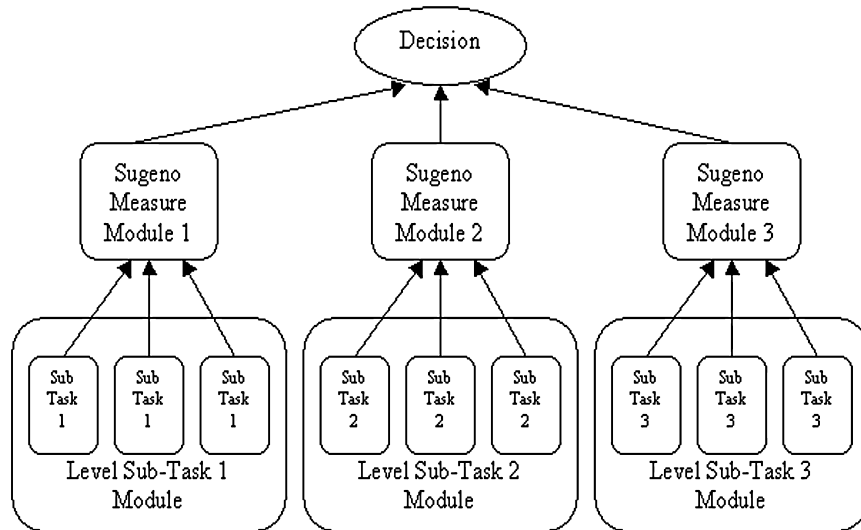 Decision
Sugeno
Measure
Module 1
Sugeno
Measure
Module 2
Sugeno
Measure
Module 3
Sub
Task
1
Sub
Task
1
Sub
Task
1
Level Sub-Task 1
Module
Sub
Task
2
Sub
Task
2
Sub
Task
2
Level Sub-Task 2
Module
Sub
Task
3
Sub
Task
3
Sub
Task
3
Level Sub-Task 3
Module